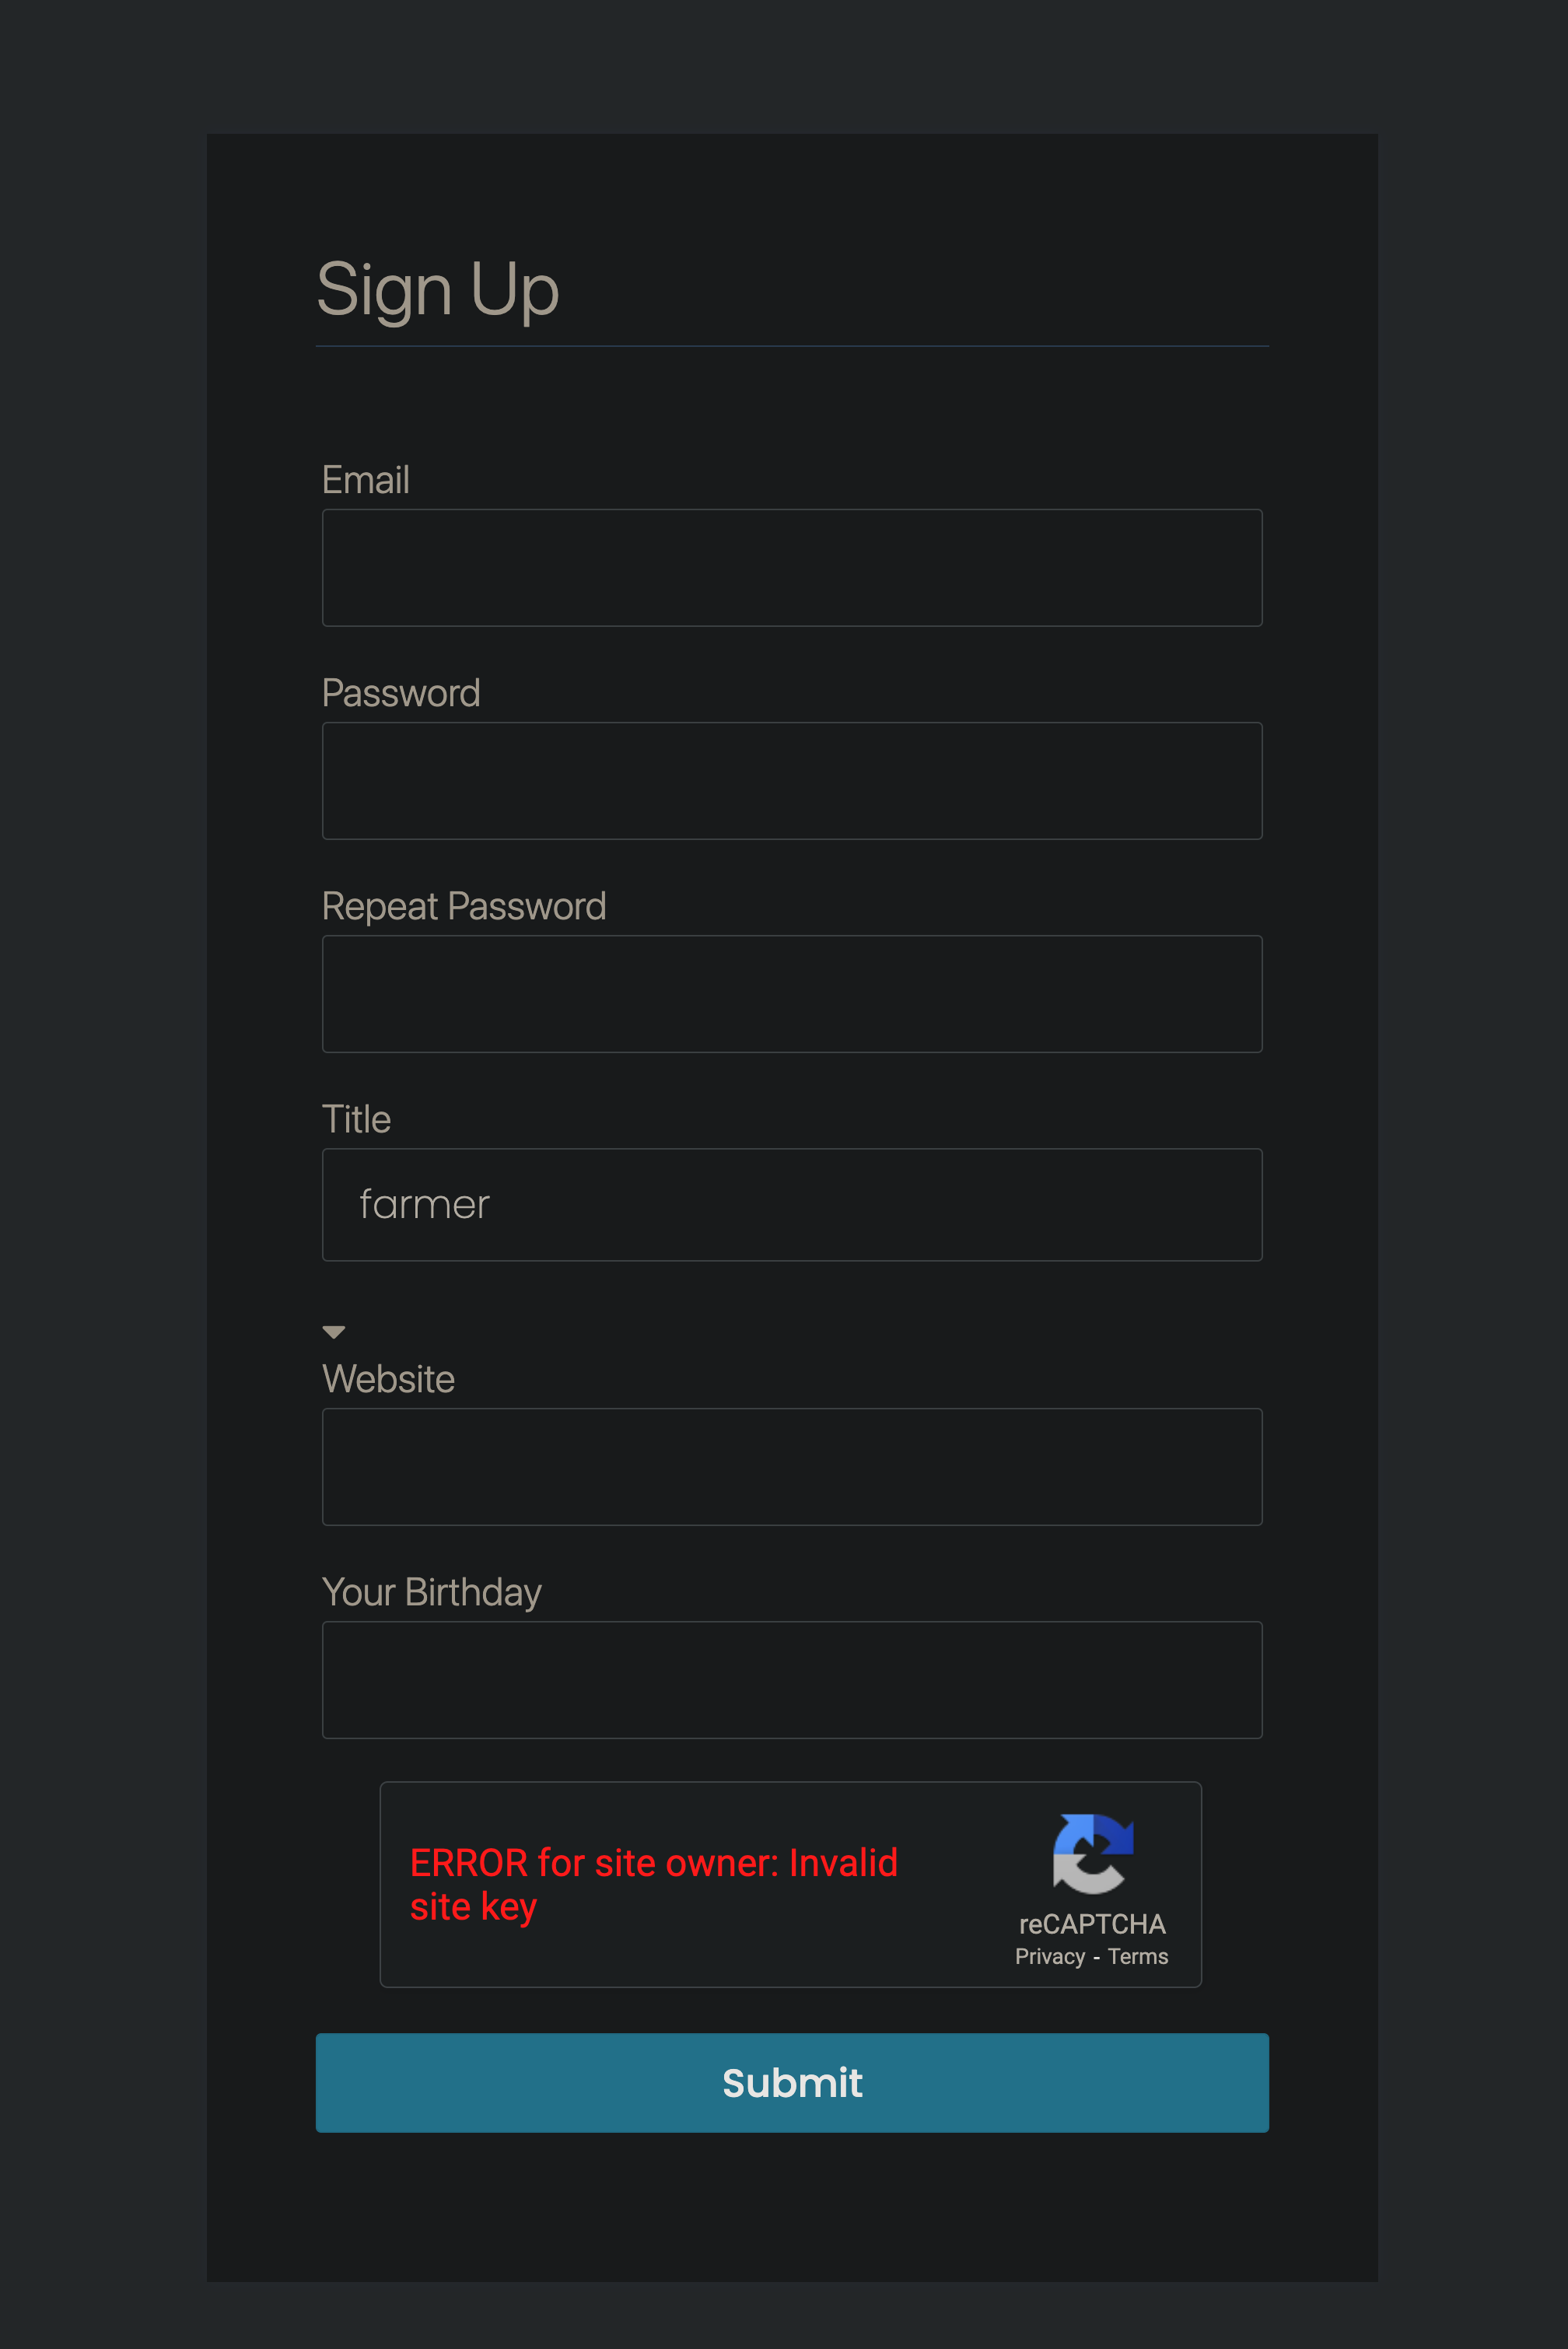 Sign Up
Email
Password
Repeat Password
Title
farmer
Website
Your Birthday
ERROR for site owner: Invalid
site key
reCAPTCHA
Privacy - Terms
Submit